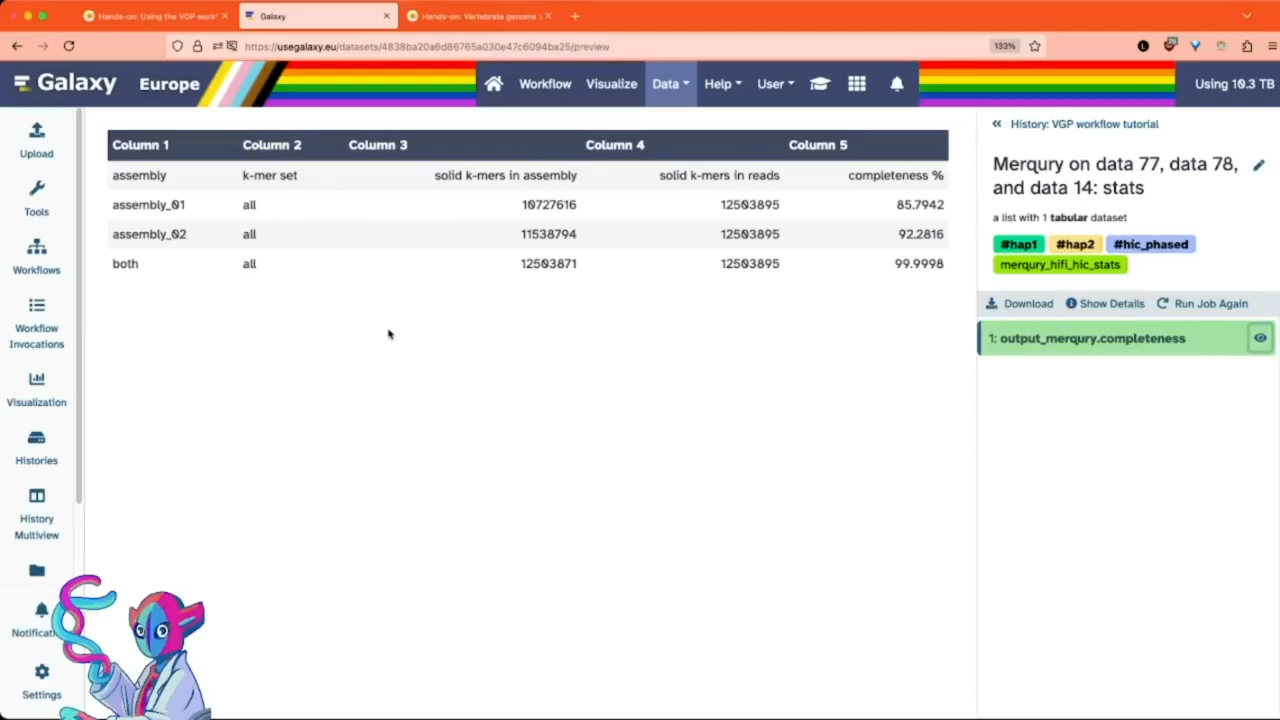 Hands-on: Using the VGP work
Galaxy
Hands-on: Vertebrate genome
https://usegalaxy.eu/datasets/4838ba20a6d86765a030e47c6094ba25/preview
133%
Galaxy Europe
Workflow Visualize Data Help User
Using 10.3 TB
Upload
Tools
Workflows
Workflow
Invocations
Visualization
Histories
History
Multiview
Notificati
Settings
Column 1 Column 2 Column 3 Column 4 Column 5
assembly k-mer set solid k-mers in assembly solid k-mers in reads completeness %
assembly_01 all 10727616 12503895 85.7942
assembly_02 all 11538794 12503895 92.2816
both all 12503871 12503895 99.9998
« History: VGP workflow tutorial
Merqury on data 77, data 78,
and data 14: stats
a list with 1 tabular dataset
#hap1 #hap2 #hic_phased
merqury_hifi_hic_stats
Download Show Details Run Job Again
1: output_merqury.completeness